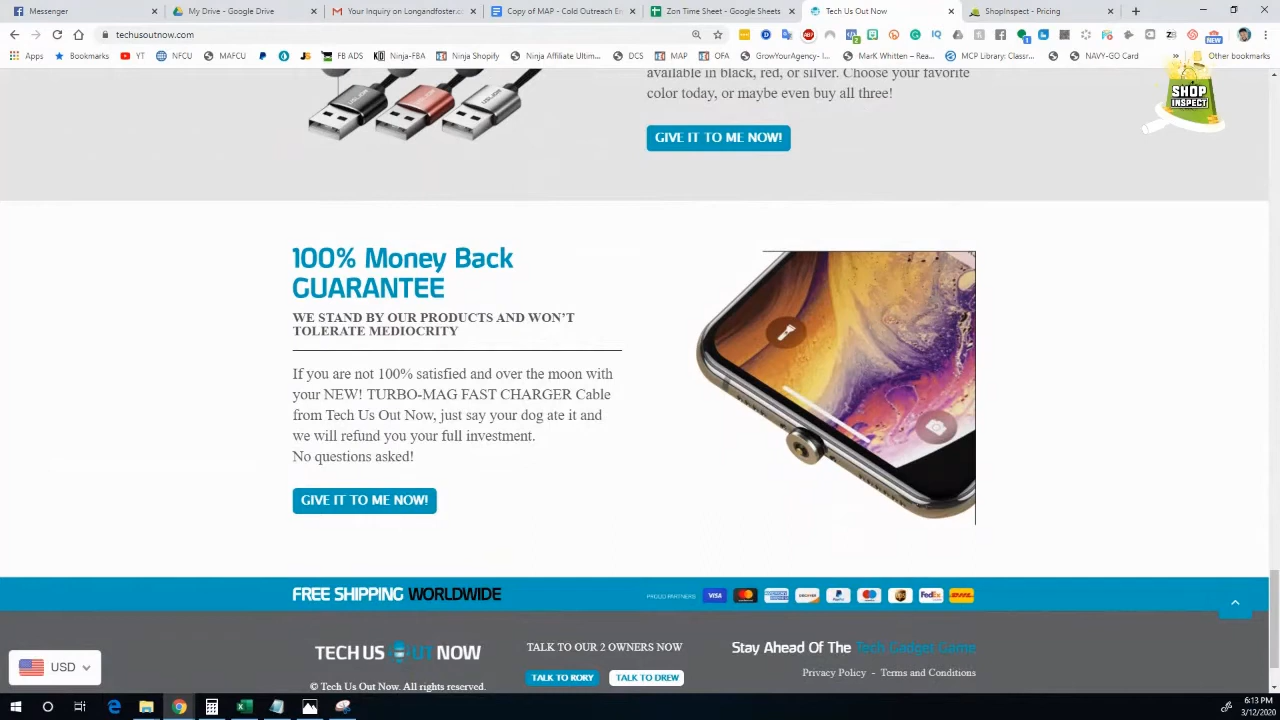 Messenger
My Drive - Google Drive
Your Inquiry on Longandfoster.c
Copy of MAP - Cold Outreach Er
Zon Time Sheet - Google Sheets
Tech Us Out Now!
ShopInspect - Pricing
techusoutnow.com
Apps
Bookmarks
YT
NFCU
MAFCU
FB ADS
Ninja-FBA
Ninja Shopify
Ninja Affiliate Ultim...
DCS
MAP
OFA
GrowYourAgency- I...
MarK Whitten – Rea...
MCP Library: Classr...
NAVY-GO Card
Other bookmarks
NEW
SHOP
INSPECT
available in black, red, or silver. Choose your favorite
color today, or maybe even buy all three!
GIVE IT TO ME NOW!
100% Money Back
GUARANTEE
WE STAND BY OUR PRODUCTS AND WON'T
TOLERATE MEDIOCRITY
If you are not 100% satisfied and over the moon with
your NEW! TURBO-MAG FAST CHARGER Cable
from Tech Us Out Now, just say your dog ate it and
we will refund you your full investment.
No questions asked!
GIVE IT TO ME NOW!
FREE SHIPPING WORLDWIDE
PROUD PARTNERS
VISA
DISCOVER
PayPal
FedEx
DHL
TECH US OUT NOW
© Tech Us Out Now. All rights reserved.
TALK TO OUR 2 OWNERS NOW
TALK TO RORY
TALK TO DREW
Stay Ahead Of The Tech Gadget Game
Privacy Policy - Terms and Conditions
USD
6:13 PM
3/12/2020